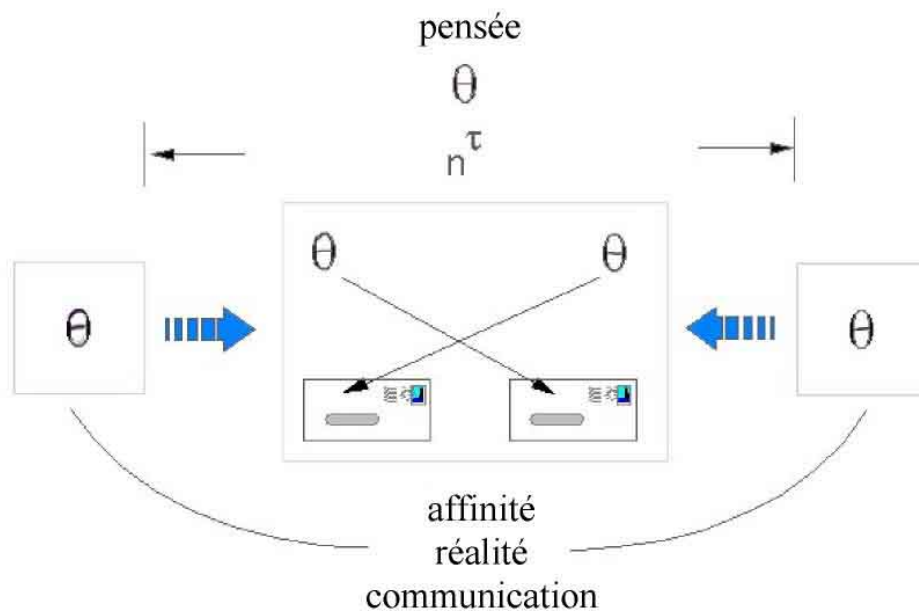 pensée
θ
n^τ
θ θ
θ θ
affinité
réalité
communication